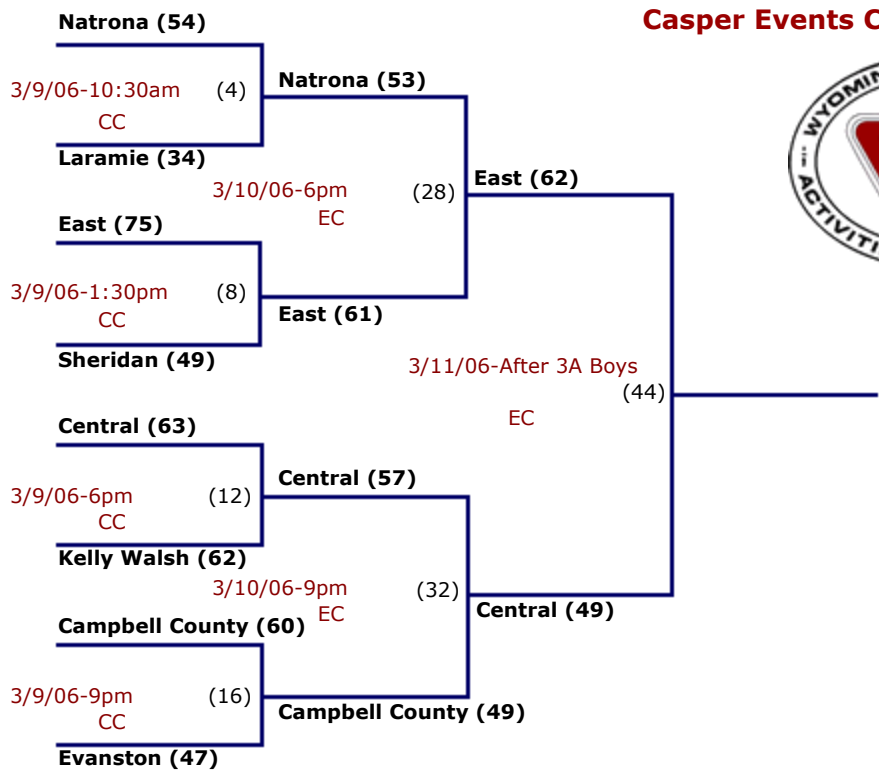 Casper Events C
Natrona (54)
3/9/06-10:30am (4)
CC
Laramie (34)
Natrona (53)
3/10/06-6pm (28)
EC
East (75)
3/9/06-1:30pm (8)
CC
Sheridan (49)
East (61)
East (62)
3/11/06-After 3A Boys
(44)
EC
Central (63)
3/9/06-6pm (12)
CC
Kelly Walsh (62)
Central (57)
3/10/06-9pm (32)
EC
Campbell County (60)
3/9/06-9pm (16)
CC
Evanston (47)
Campbell County (49)
Central (49)
WYOMIN
ACTIVITI